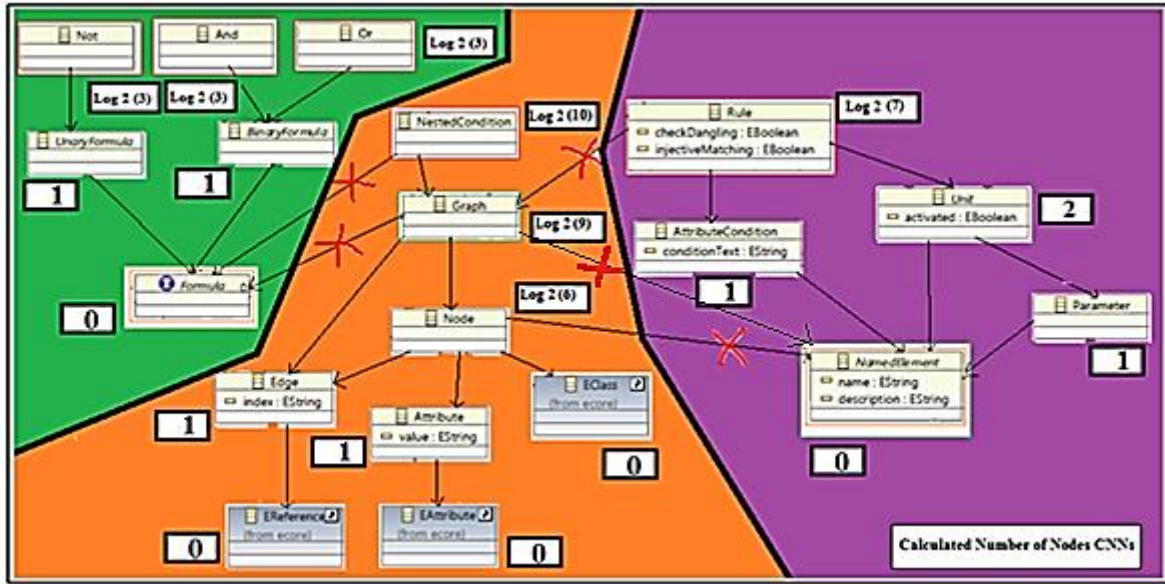 Not
And
Or
Log 2 (3)
Log 2 (3)
Log 2 (3)
UnaryFormula
BinaryFormula
1
1
Formula
0
NestedCondition
Log 2 (10)
Graph
Log 2 (9)
Log 2 (6)
Node
Edge
index : EString
1
Attribute
value : EString
1
EClass
(from ecore)
0
EReference
(from ecore)
0
EAttribute
(from ecore)
0
Rule
checkDangling : EBoolean
injectiveMatching : EBoolean
Log 2 (7)
Unit
activated : EBoolean
2
AttributeCondition
conditionText : EString
1
Parameter
1
NamedElement
name : EString
description : EString
0
Calculated Number of Nodes CNNs